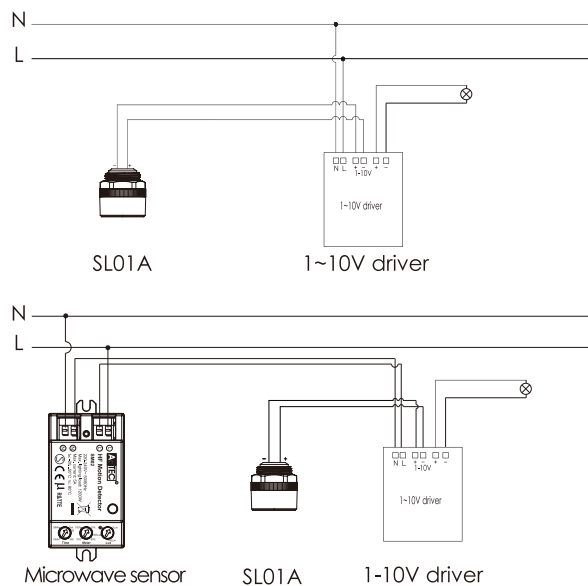 N
L
- +
N L + - + -
1-10V
1~10V driver
SL01A
1~10V driver
N
L
HF Motion Detector
- +
N L + - + -
1-10V
1~10V driver
R&TTE
Microwave sensor
SL01A
1-10V driver